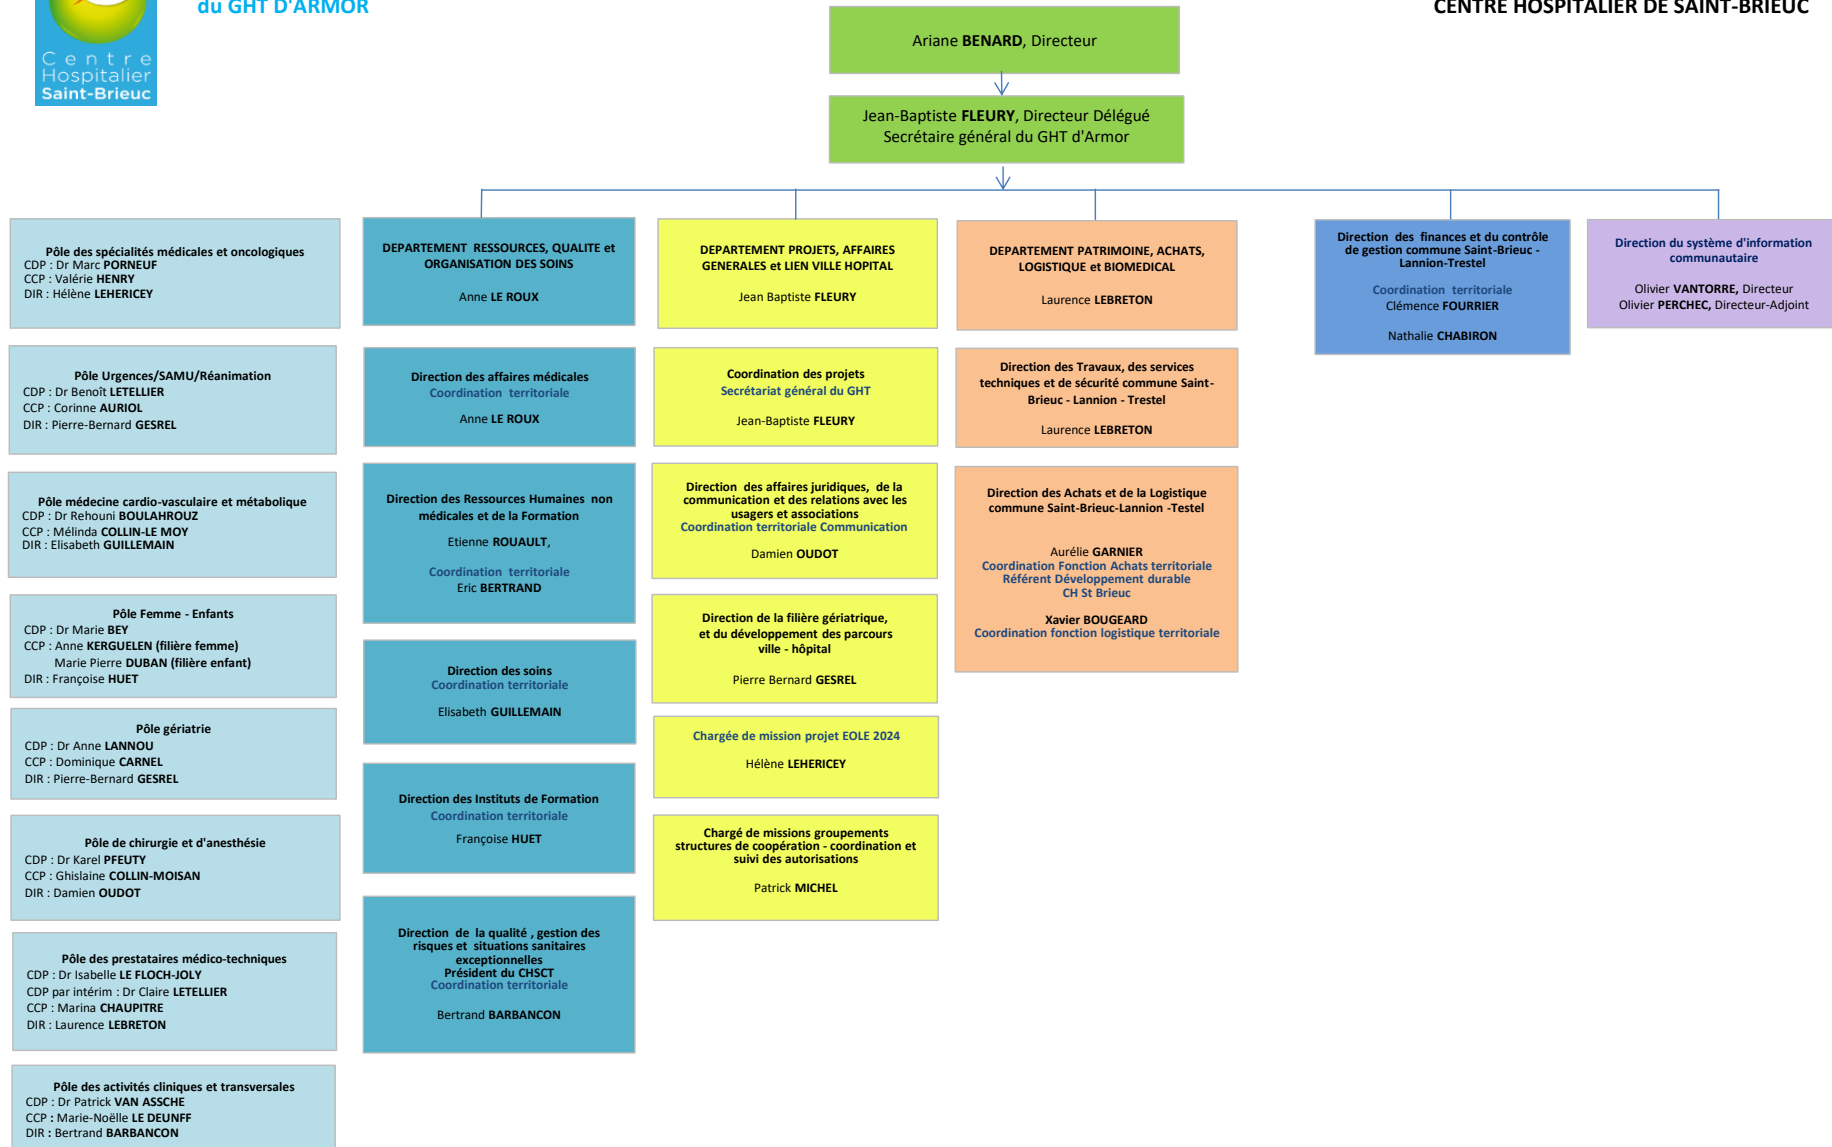 du GHT D'ARMOR
CENTRE HOSPITALIER DE SAINT-BRIEUC
Centre
Hospitalier
Saint-Brieuc
Ariane BENARD, Directeur
Jean-Baptiste FLEURY, Directeur Délégué
Secrétaire général du GHT d'Armor
Pôle des spécialités médicales et oncologiques
CDP : Dr Marc PORNEUF
CCP : Valérie HENRY
DIR : Hélène LEHERICEY
Pôle Urgences/SAMU/Réanimation
CDP : Dr Benoît LETELLIER
CCP : Corinne AURIOL
DIR : Pierre-Bernard GESREL
Pôle médecine cardio-vasculaire et métabolique
CDP : Dr Rehouni BOULAHROUZ
CCP : Mélinda COLLIN-LE MOY
DIR : Elisabeth GUILLEMAIN
Pôle Femme - Enfants
CDP : Dr Marie BEY
CCP : Anne KERGUELEN (filière femme)
Marie Pierre DUBAN (filière enfant)
DIR : Françoise HUET
Pôle gériatrie
CDP : Dr Anne LANNOU
CCP : Dominique CARNEL
DIR : Pierre-Bernard GESREL
Pôle de chirurgie et d'anesthésie
CDP : Dr Karel PFEUTY
CCP : Ghislaine COLLIN-MOISAN
DIR : Damien OUDOT
Pôle des prestataires médico-techniques
CDP : Dr Isabelle LE FLOCH-JOLY
CDP par intérim : Dr Claire LETELLIER
CCP : Marina CHAUPITRE
DIR : Laurence LEBRETON
Pôle des activités cliniques et transversales
CDP : Dr Patrick VAN ASSCHE
CCP : Marie-Noëlle LE DEUNFF
DIR : Bertrand BARBANCON
DEPARTEMENT RESSOURCES, QUALITE et
ORGANISATION DES SOINS
Anne LE ROUX
Direction des affaires médicales
Coordination territoriale
Anne LE ROUX
Direction des Ressources Humaines non
médicales et de la Formation
Etienne ROUAULT,
Coordination territoriale
Eric BERTRAND
Direction des soins
Coordination territoriale
Elisabeth GUILLEMAIN
Direction des Instituts de Formation
Coordination territoriale
Françoise HUET
Direction de la qualité , gestion des
risques et situations sanitaires
exceptionnelles
Président du CHSCT
Coordination territoriale
Bertrand BARBANCON
DEPARTEMENT PROJETS, AFFAIRES
GENERALES et LIEN VILLE HOPITAL
Jean Baptiste FLEURY
Coordination des projets
Secrétariat général du GHT
Jean-Baptiste FLEURY
Direction des affaires juridiques, de la
communication et des relations avec les
usagers et associations
Coordination territoriale Communication
Damien OUDOT
Direction de la filière gériatrique,
et du développement des parcours
ville - hôpital
Pierre Bernard GESREL
Chargée de mission projet EOLE 2024
Hélène LEHERICEY
Chargé de missions groupements
structures de coopération - coordination et
suivi des autorisations
Patrick MICHEL
DEPARTEMENT PATRIMOINE, ACHATS,
LOGISTIQUE et BIOMEDICAL
Laurence LEBRETON
Direction des Travaux, des services
techniques et de sécurité commune Saint-
Brieuc - Lannion - Trestel
Laurence LEBRETON
Direction des Achats et de la Logistique
commune Saint-Brieuc-Lannion -Testel
Aurélie GARNIER
Coordination Fonction Achats territoriale
Référent Développement durable
CH St Brieuc
Xavier BOUGEARD
Coordination fonction logistique territoriale
Direction des finances et du contrôle
de gestion commune Saint-Brieuc -
Lannion-Trestel
Coordination territoriale
Clémence FOURRIER
Nathalie CHABIRON
Direction du système d'information
communautaire
Olivier VANTORRE, Directeur
Olivier PERCHEC, Directeur-Adjoint